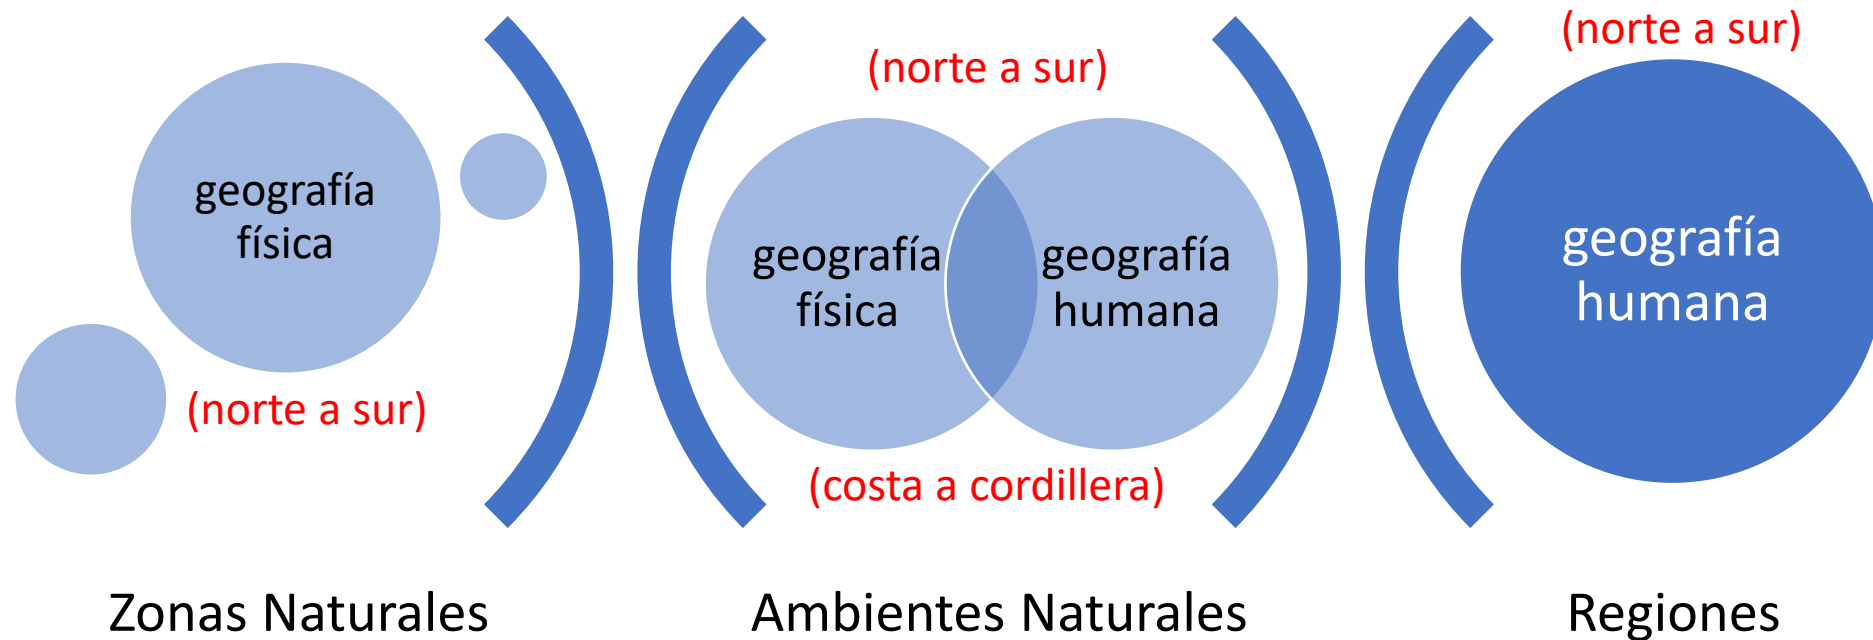 geografía
física
(norte a sur)
Zonas Naturales
(norte a sur)
geografía
física
geografía
humana
(costa a cordillera)
Ambientes Naturales
(norte a sur)
geografía
humana
Regiones